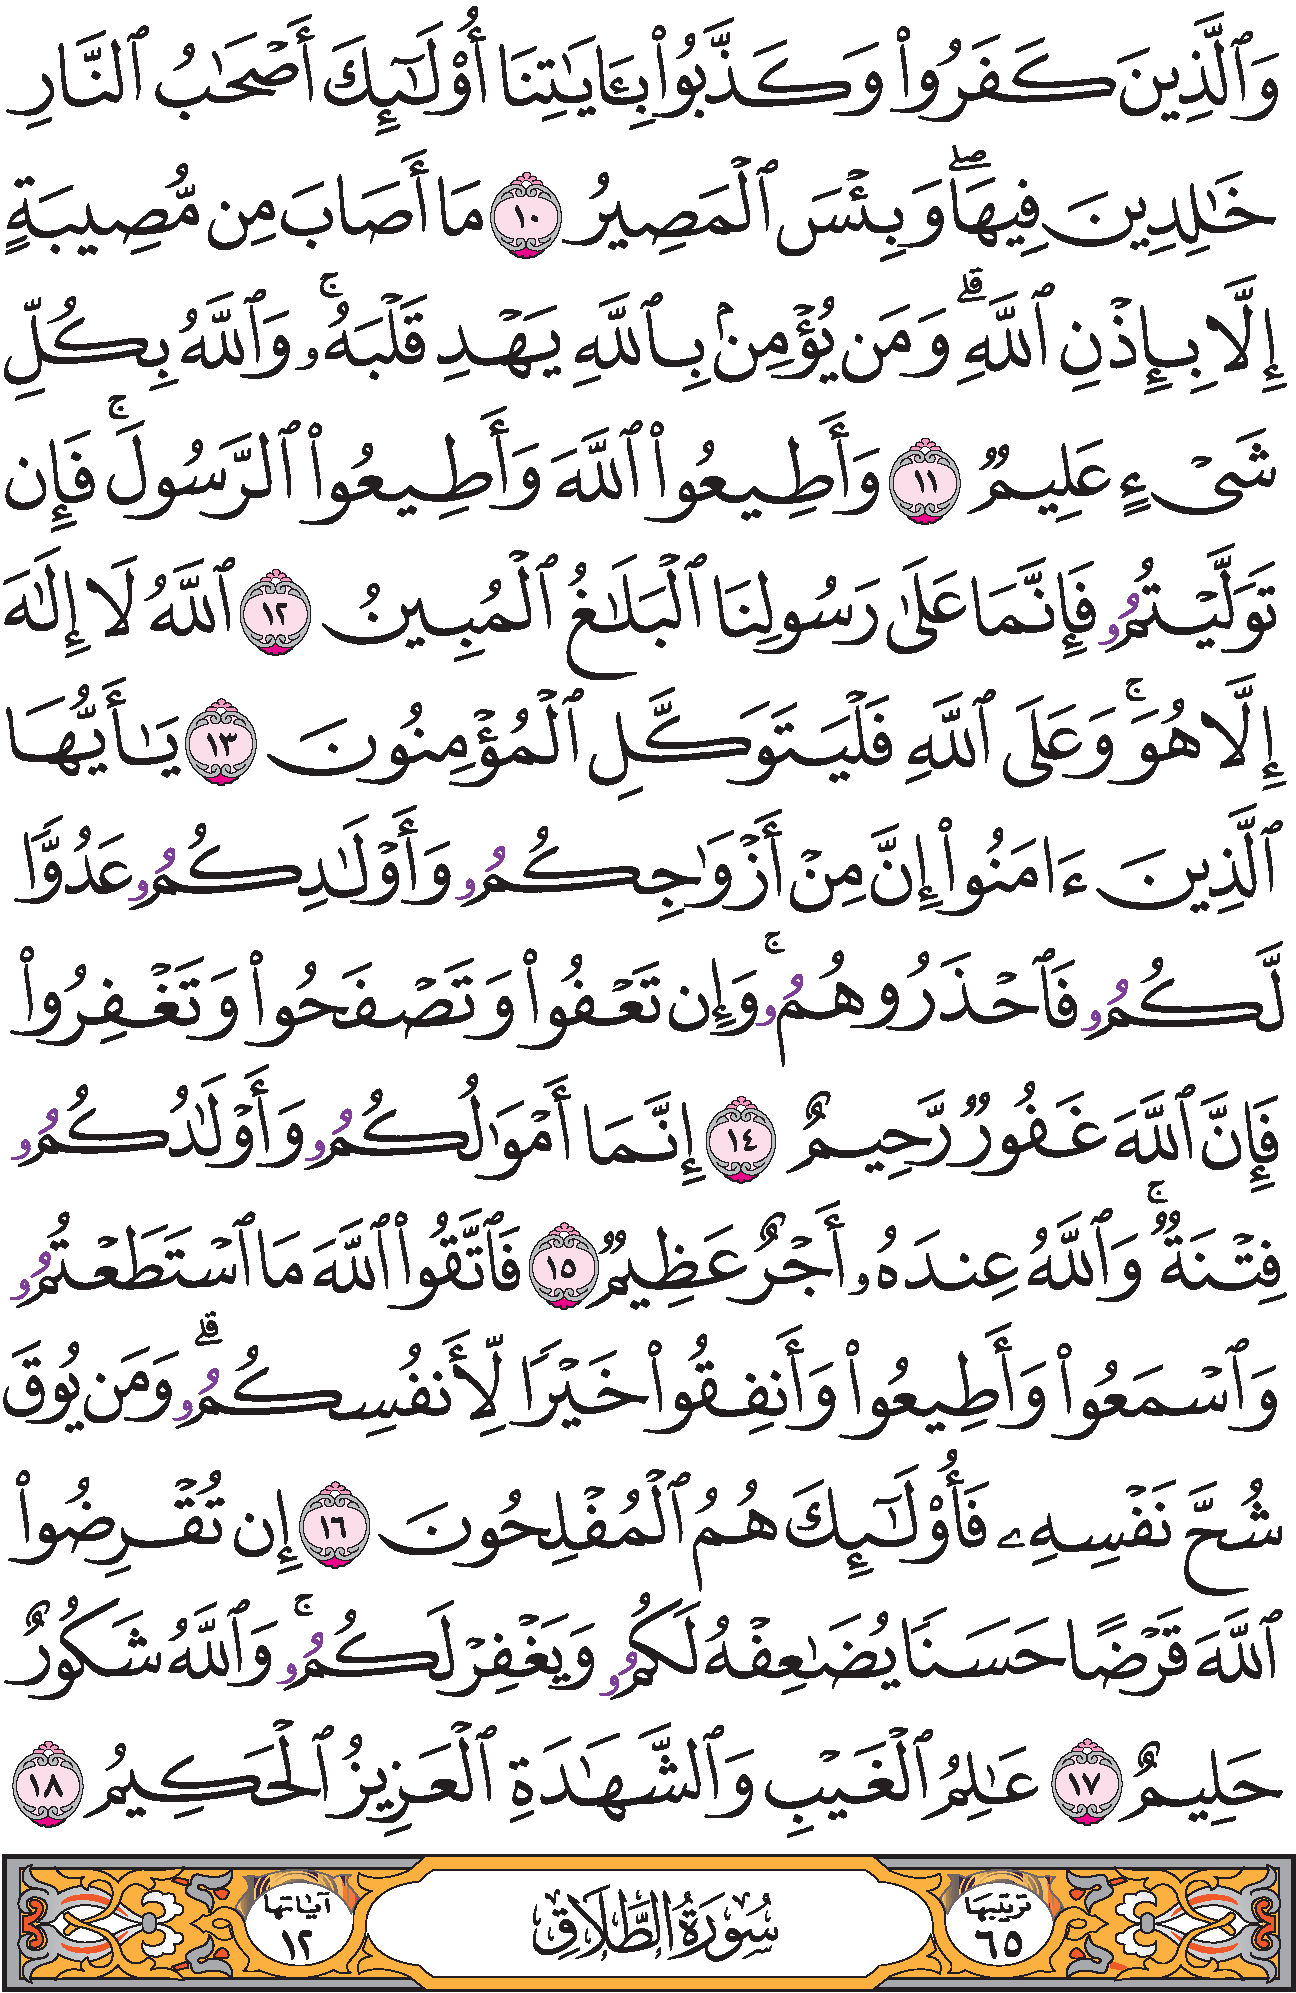 وَٱلَّذِينَ كَفَرُواْ وَكَذَّبُواْ بِـَٔايَٰتِنَا أُوْلَٰٓئِكَ أَصۡحَٰبُ ٱلنَّارِ
خَٰلِدِينَ فِيهَاۖ وَبِئۡسَ ٱلۡمَصِيرُ ١٠ مَا أَصَابَ مِن مُّصِيبَةٍ
إِلَّا بِإِذۡنِ ٱللَّهِۗ وَمَن يُؤۡمِنۢ بِٱللَّهِ يَهۡدِ قَلۡبَهُۥۚ وَٱللَّهُ بِكُلِّ
شَيۡءٍ عَلِيمٞ ١١ وَأَطِيعُواْ ٱللَّهَ وَأَطِيعُواْ ٱلرَّسُولَۚ فَإِن
تَوَلَّيۡتُمُۥ فَإِنَّمَا عَلَىٰ رَسُولِنَا ٱلۡبَلَٰغُ ٱلۡمُبِينُ ١٢ ٱللَّهُ لَا إِلَٰهَ
إِلَّا هُوَۚ وَعَلَى ٱللَّهِ فَلۡيَتَوَكَّلِ ٱلۡمُؤۡمِنُونَ ١٣ يَٰأَيُّهَا
ٱلَّذِينَ ءَامَنُواْ إِنَّ مِنۡ أَزۡوَٰجِكُمُۥ وَأَوۡلَٰدِكُمُۥ عَدُوّٗا
لَّكُمُۥ فَٱحۡذَرُوهُمُۥۚ وَإِن تَعۡفُواْ وَتَصۡفَحُواْ وَتَغۡفِرُواْ
فَإِنَّ ٱللَّهَ غَفُورٞ رَّحِيمٌ ١٤ إِنَّمَا أَمۡوَٰلُكُمُۥ وَأَوۡلَٰدُكُمُۥ
فِتۡنَةٞۚ وَٱللَّهُ عِندَهُۥ أَجۡرٌ عَظِيمٞ ١٥ فَٱتَّقُواْ ٱللَّهَ مَا ٱسۡتَطَعۡتُمُۥ
وَٱسۡمَعُواْ وَأَطِيعُواْ وَأَنفِقُواْ خَيۡرٗا لِّأَنفُسِكُمُۥۗ وَمَن يُوقَ
شُحَّ نَفۡسِهِۦ فَأُوْلَٰٓئِكَ هُمُ ٱلۡمُفۡلِحُونَ ١٦ إِن تُقۡرِضُواْ
ٱللَّهَ قَرۡضًا حَسَنٗا يُضَٰعِفۡهُ لَكُمُۥ وَيَغۡفِرۡ لَكُمُۥۚ وَٱللَّهُ شَكُورٌ
حَلِيمٌ ١٧ عَٰلِمُ ٱلۡغَيۡبِ وَٱلشَّهَٰدَةِ ٱلۡعَزِيزُ ٱلۡحَكِيمُ ١٨
ترتيبها ٦٥ سُورَةُ الطَّلَاقِ آياتها ١٢